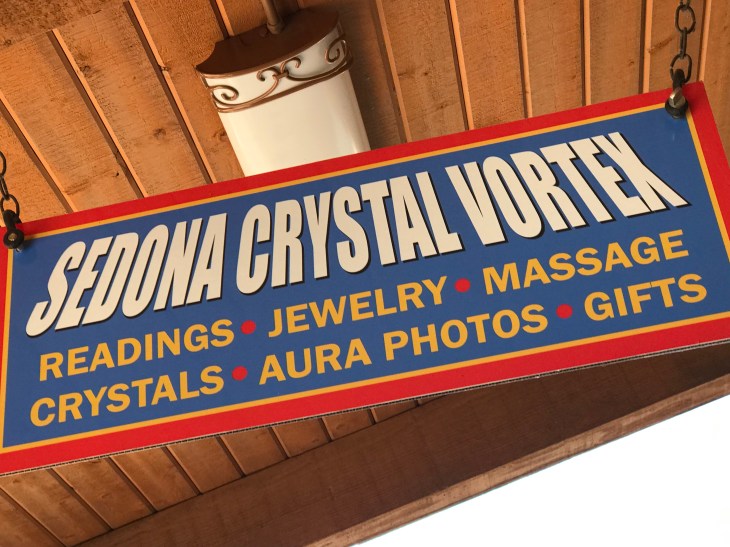 SEDONA CRYSTAL VORTEX
READINGS • JEWELRY • MASSAGE
CRYSTALS • AURA PHOTOS • GIFTS